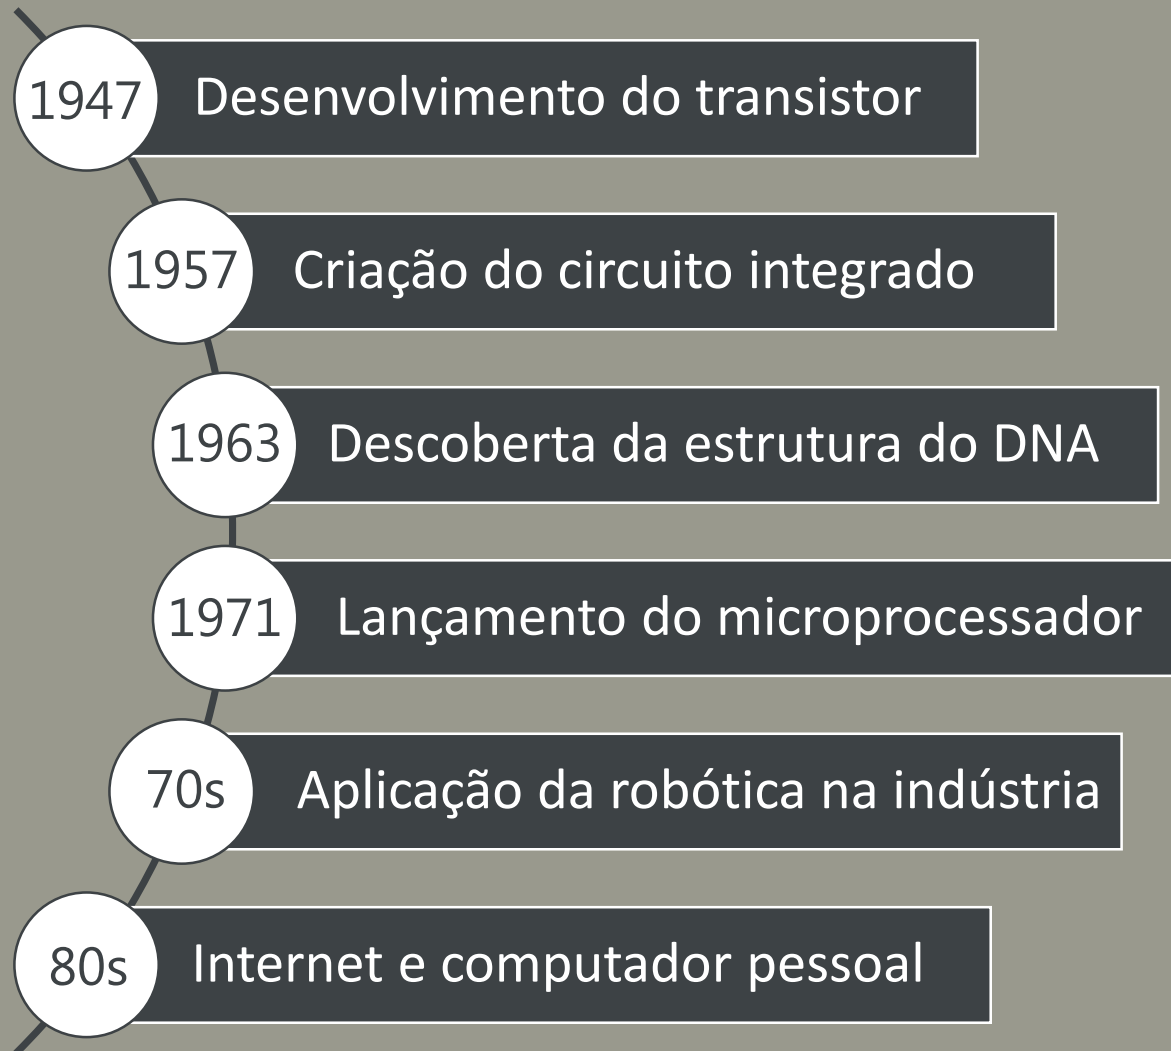 1947 Desenvolvimento do transistor
1957 Criação do circuito integrado
1963 Descoberta da estrutura do DNA
1971 Lançamento do microprocessador
70s Aplicação da robótica na indústria
80s Internet e computador pessoal